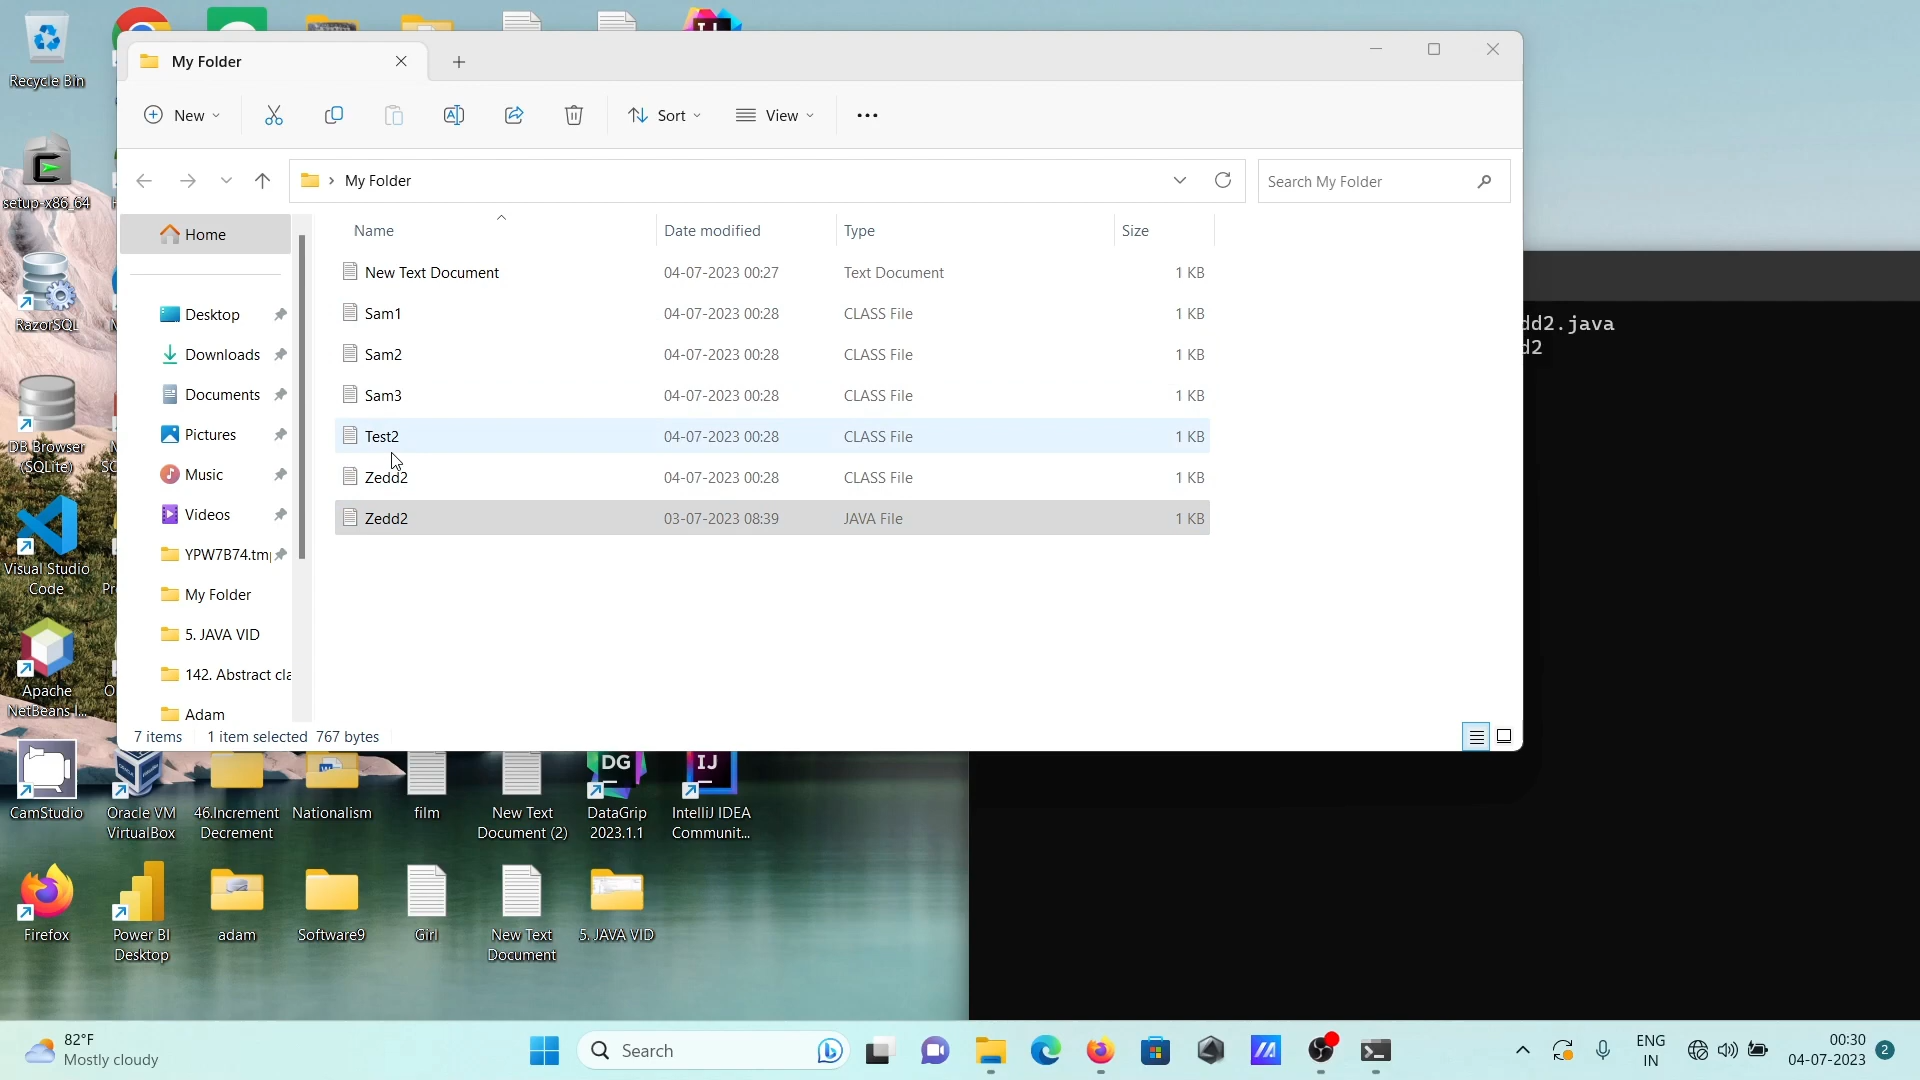 Recycle Bin
My Folder
New
Sort
View
My Folder
Search My Folder
setup-x86_64
Home
Name
Date modified
Type
Size
New Text Document 04-07-2023 00:27 Text Document 1 KB
Sam1 04-07-2023 00:28 CLASS File 1 KB
Sam2 04-07-2023 00:28 CLASS File 1 KB
Sam3 04-07-2023 00:28 CLASS File 1 KB
Test2 04-07-2023 00:28 CLASS File 1 KB
Zedd2 04-07-2023 00:28 CLASS File 1 KB
Zedd2 03-07-2023 08:39 JAVA File 1 KB
Desktop
Downloads
Documents
Pictures
Music
Videos
YPW7B74.tm
My Folder
5. JAVA VID
142. Abstract cla
Adam
7 items 1 item selected 767 bytes
dd2.java
d2
RazorSQL
DB Browser
(SQLite)
Visual Studio
Code
Apache
NetBeans I...
CamStudio
Oracle VM
VirtualBox
46.Increment
Decrement
Nationalism
film
New Text
Document (2)
DG
DataGrip
2023.1.1
IJ
IntelliJ IDEA
Communit...
Firefox
Power BI
Desktop
adam
Software9
Girl
New Text
Document
5. JAVA VID
82°F
Mostly cloudy
Search
ENG
IN
00:30
04-07-2023
2